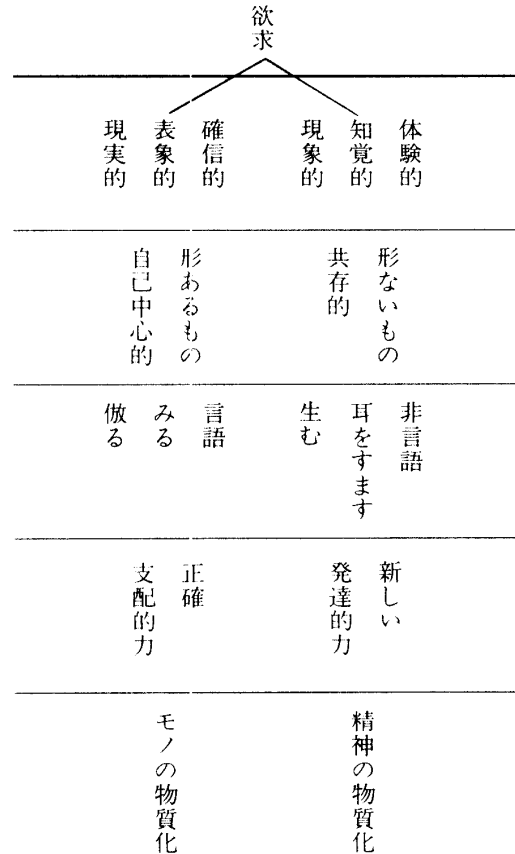 欲求
体験的
知覚的
現象的
確信的
表象的
現実的
形ないもの
共存的
形あるもの
自己中心的
非言語
耳をすます
生む
言語
みる
倣る
新しい
発達的力
正確
支配的力
精神の物質化
モノの物質化